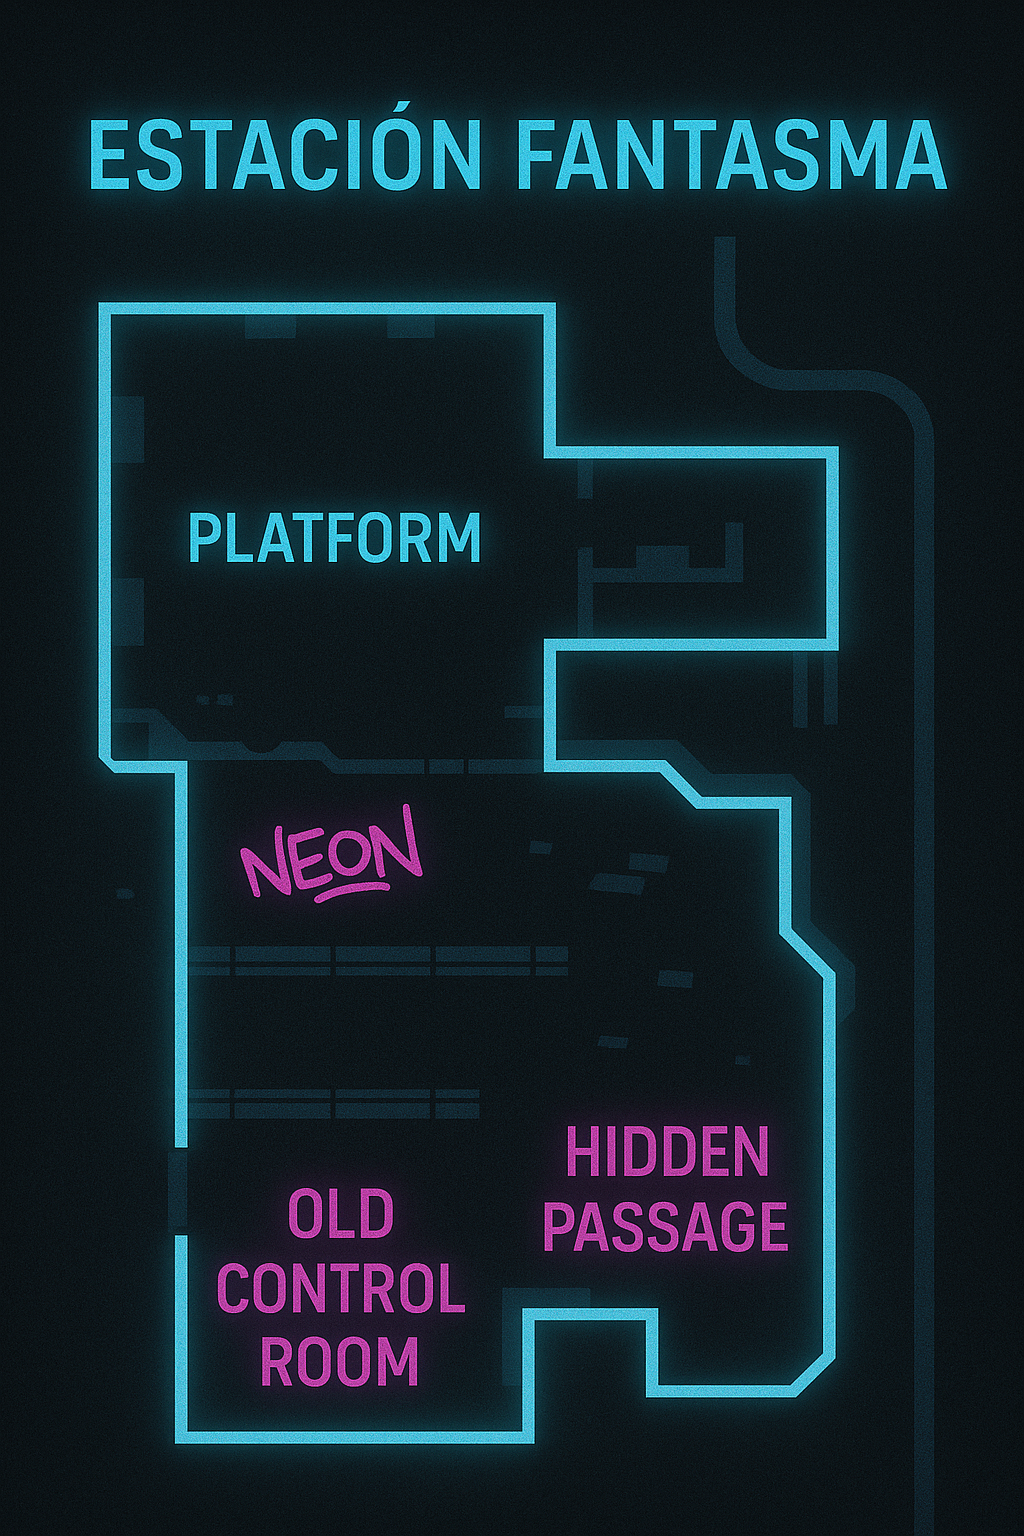 ESTACIÓN FANTASMA
PLATFORM
NEON
HIDDEN
PASSAGE
OLD
CONTROL
ROOM